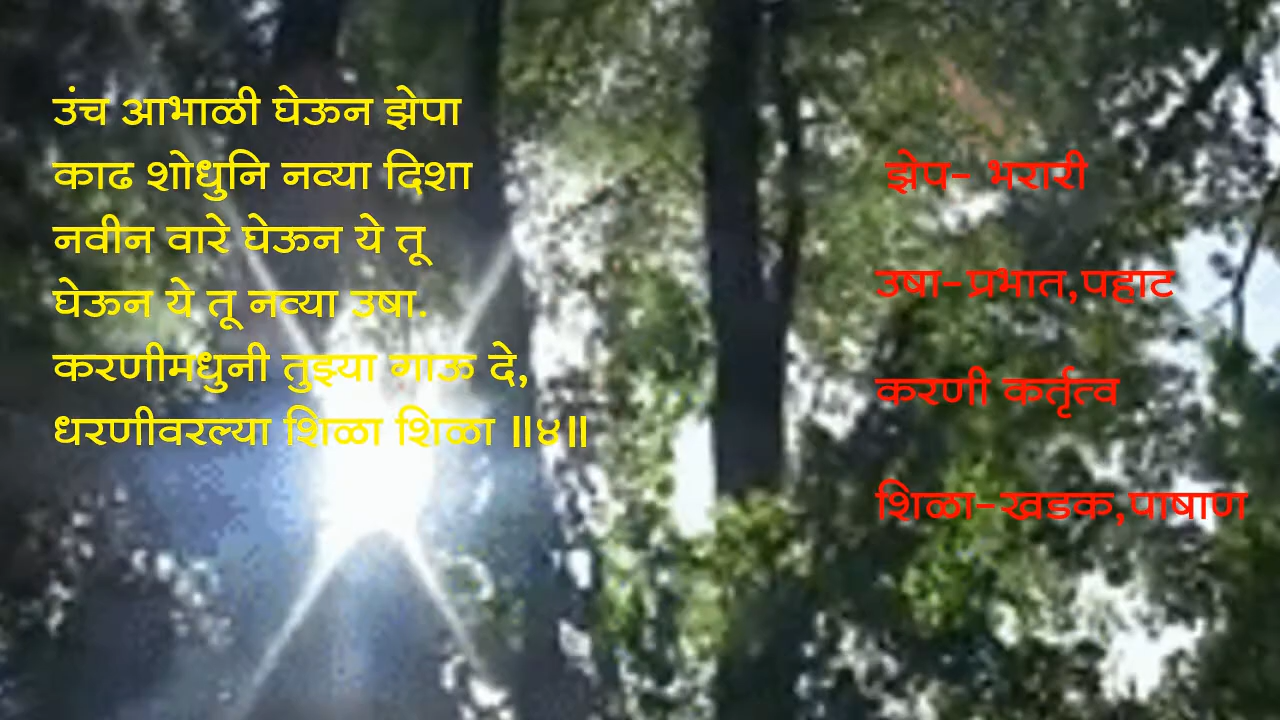 उंच आभाळी घेऊन झेपा
काढ शोधुनि नव्या दिशा
नवीन वारे घेऊन ये तू
घेऊन ये तू नव्या उषा.
करणीमधुनी तुझ्या गाऊ दे,
धरणीवरल्या शिळा शिळा ॥४॥
झेप- भरारी
उषा-प्रभात,पहाट
करणी कर्तृत्व
शिळा-खडक,पाषाण